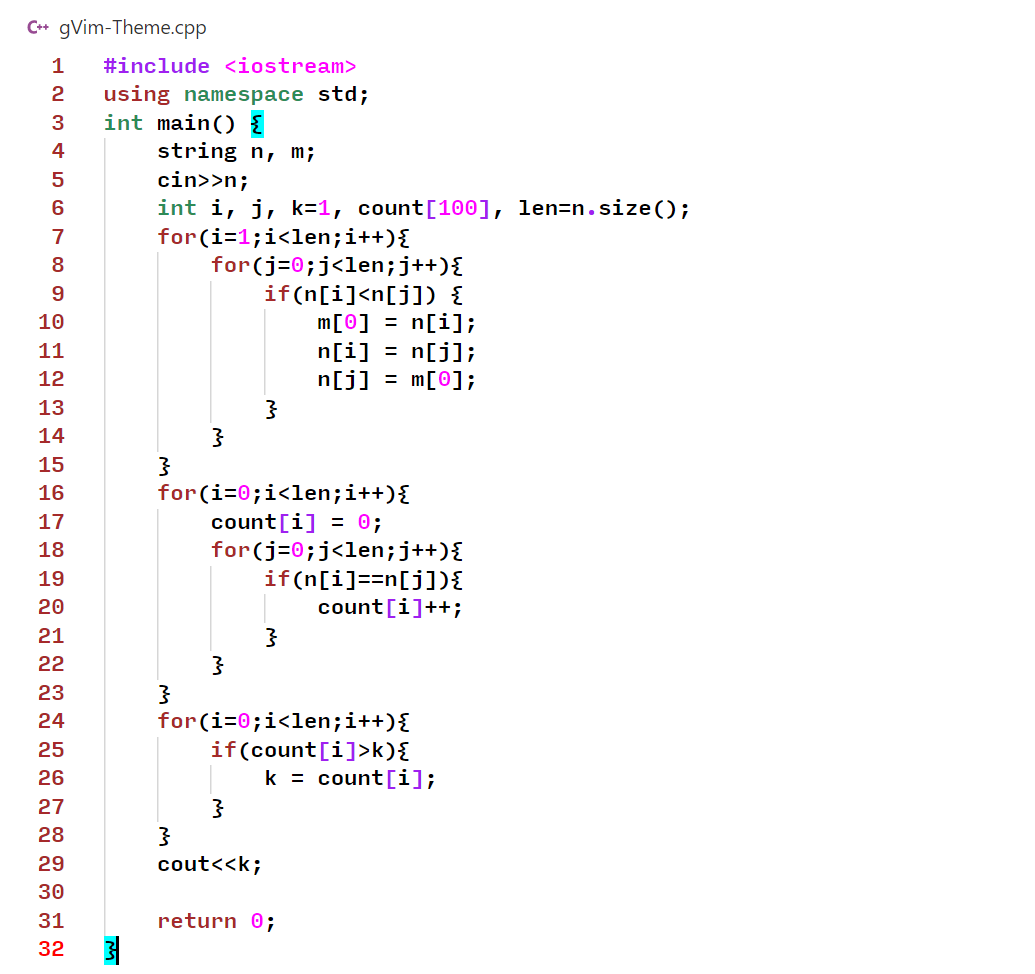 C++ gVim-Theme.cpp
1 #include <iostream>
2 using namespace std;
3 int main() {
4     string n, m;
5     cin>>n;
6     int i, j, k=1, count[100], len=n.size();
7     for(i=1;i<len;i++){
8         for(j=0;j<len;j++){
9             if(n[i]<n[j]) {
10                 m[0] = n[i];
11                 n[i] = n[j];
12                 n[j] = m[0];
13             }
14         }
15     }
16     for(i=0;i<len;i++){
17         count[i] = 0;
18         for(j=0;j<len;j++){
19             if(n[i]==n[j]){
20                 count[i]++;
21             }
22         }
23     }
24     for(i=0;i<len;i++){
25         if(count[i]>k){
26             k = count[i];
27         }
28     }
29     cout<<k;
30
31     return 0;
32 }